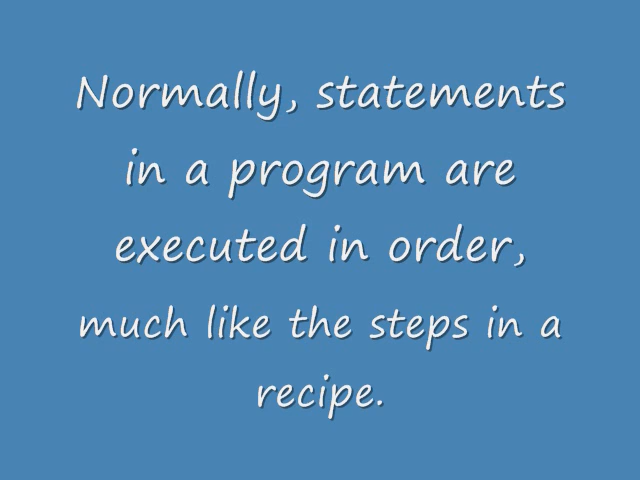 Normally, statements
in a program are
executed in order,
much like the steps in a
recipe.